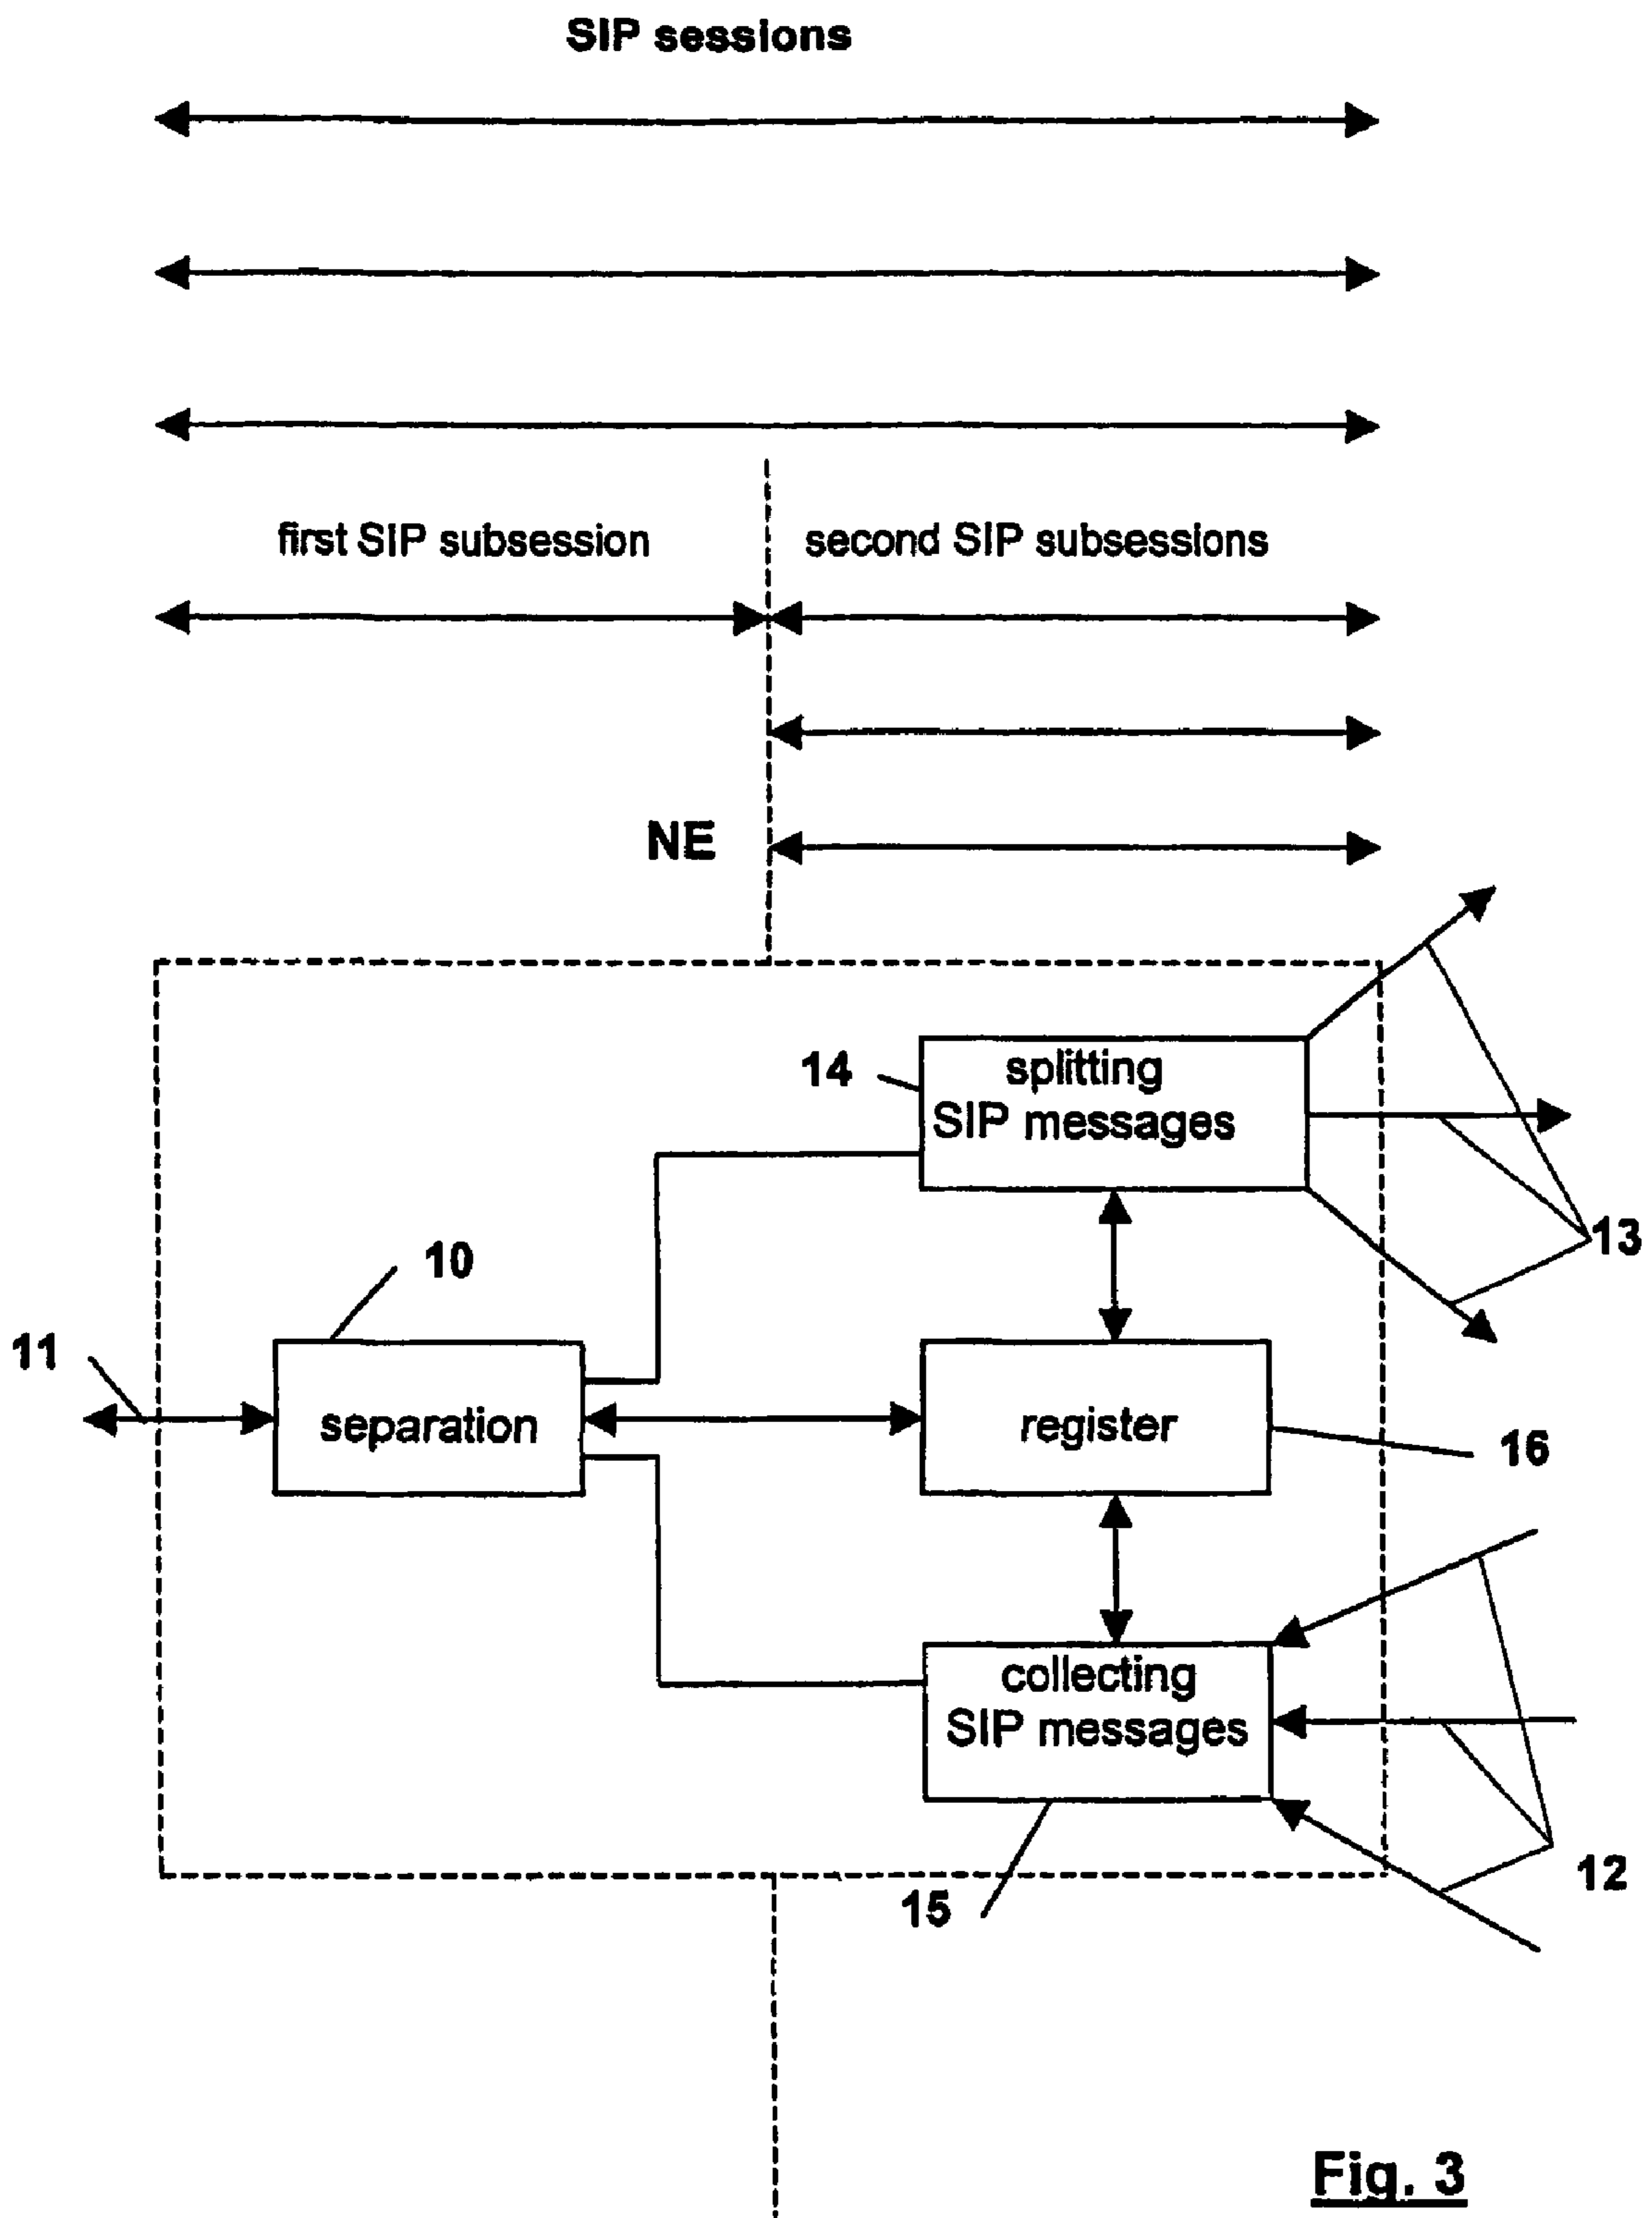 SIP sessions
first SIP subsession
second SIP subsessions
NE
14
splitting
SIP messages
13
10
11
separation
register
16
collecting
SIP messages
12
15
Fig. 3